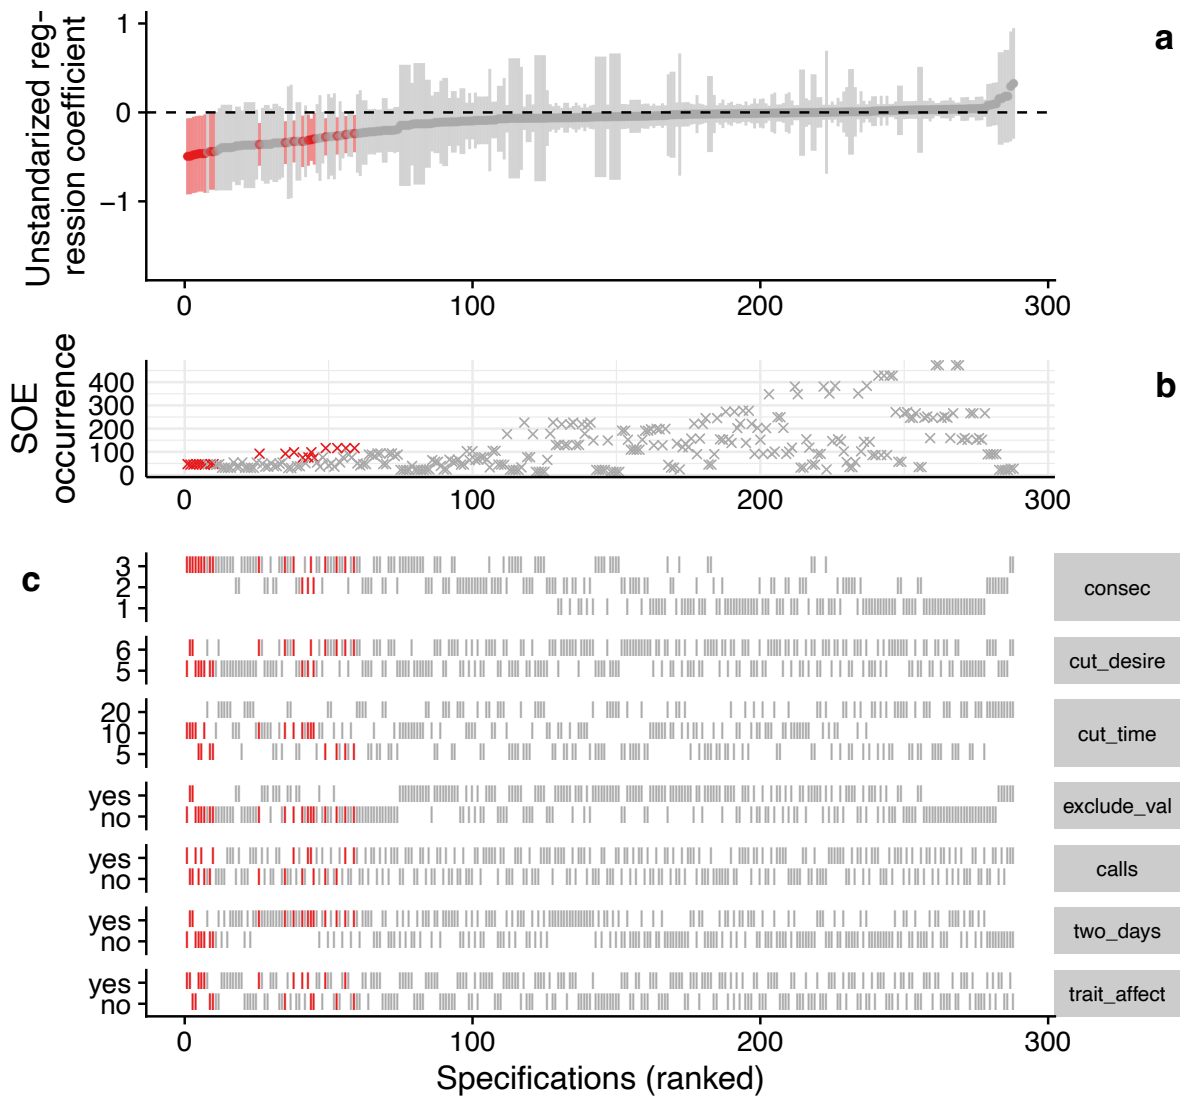 Unstandarized reg-
ression coefficient
1
0
−1
a
0
100
200
300
SOE
occurrence
400
300
200
100
0
b
0
100
200
300
c
3
2
1
consec
6
5
cut_desire
20
10
5
cut_time
yes
no
exclude_val
yes
no
calls
yes
no
two_days
yes
no
trait_affect
0
100
200
300
Specifications (ranked)